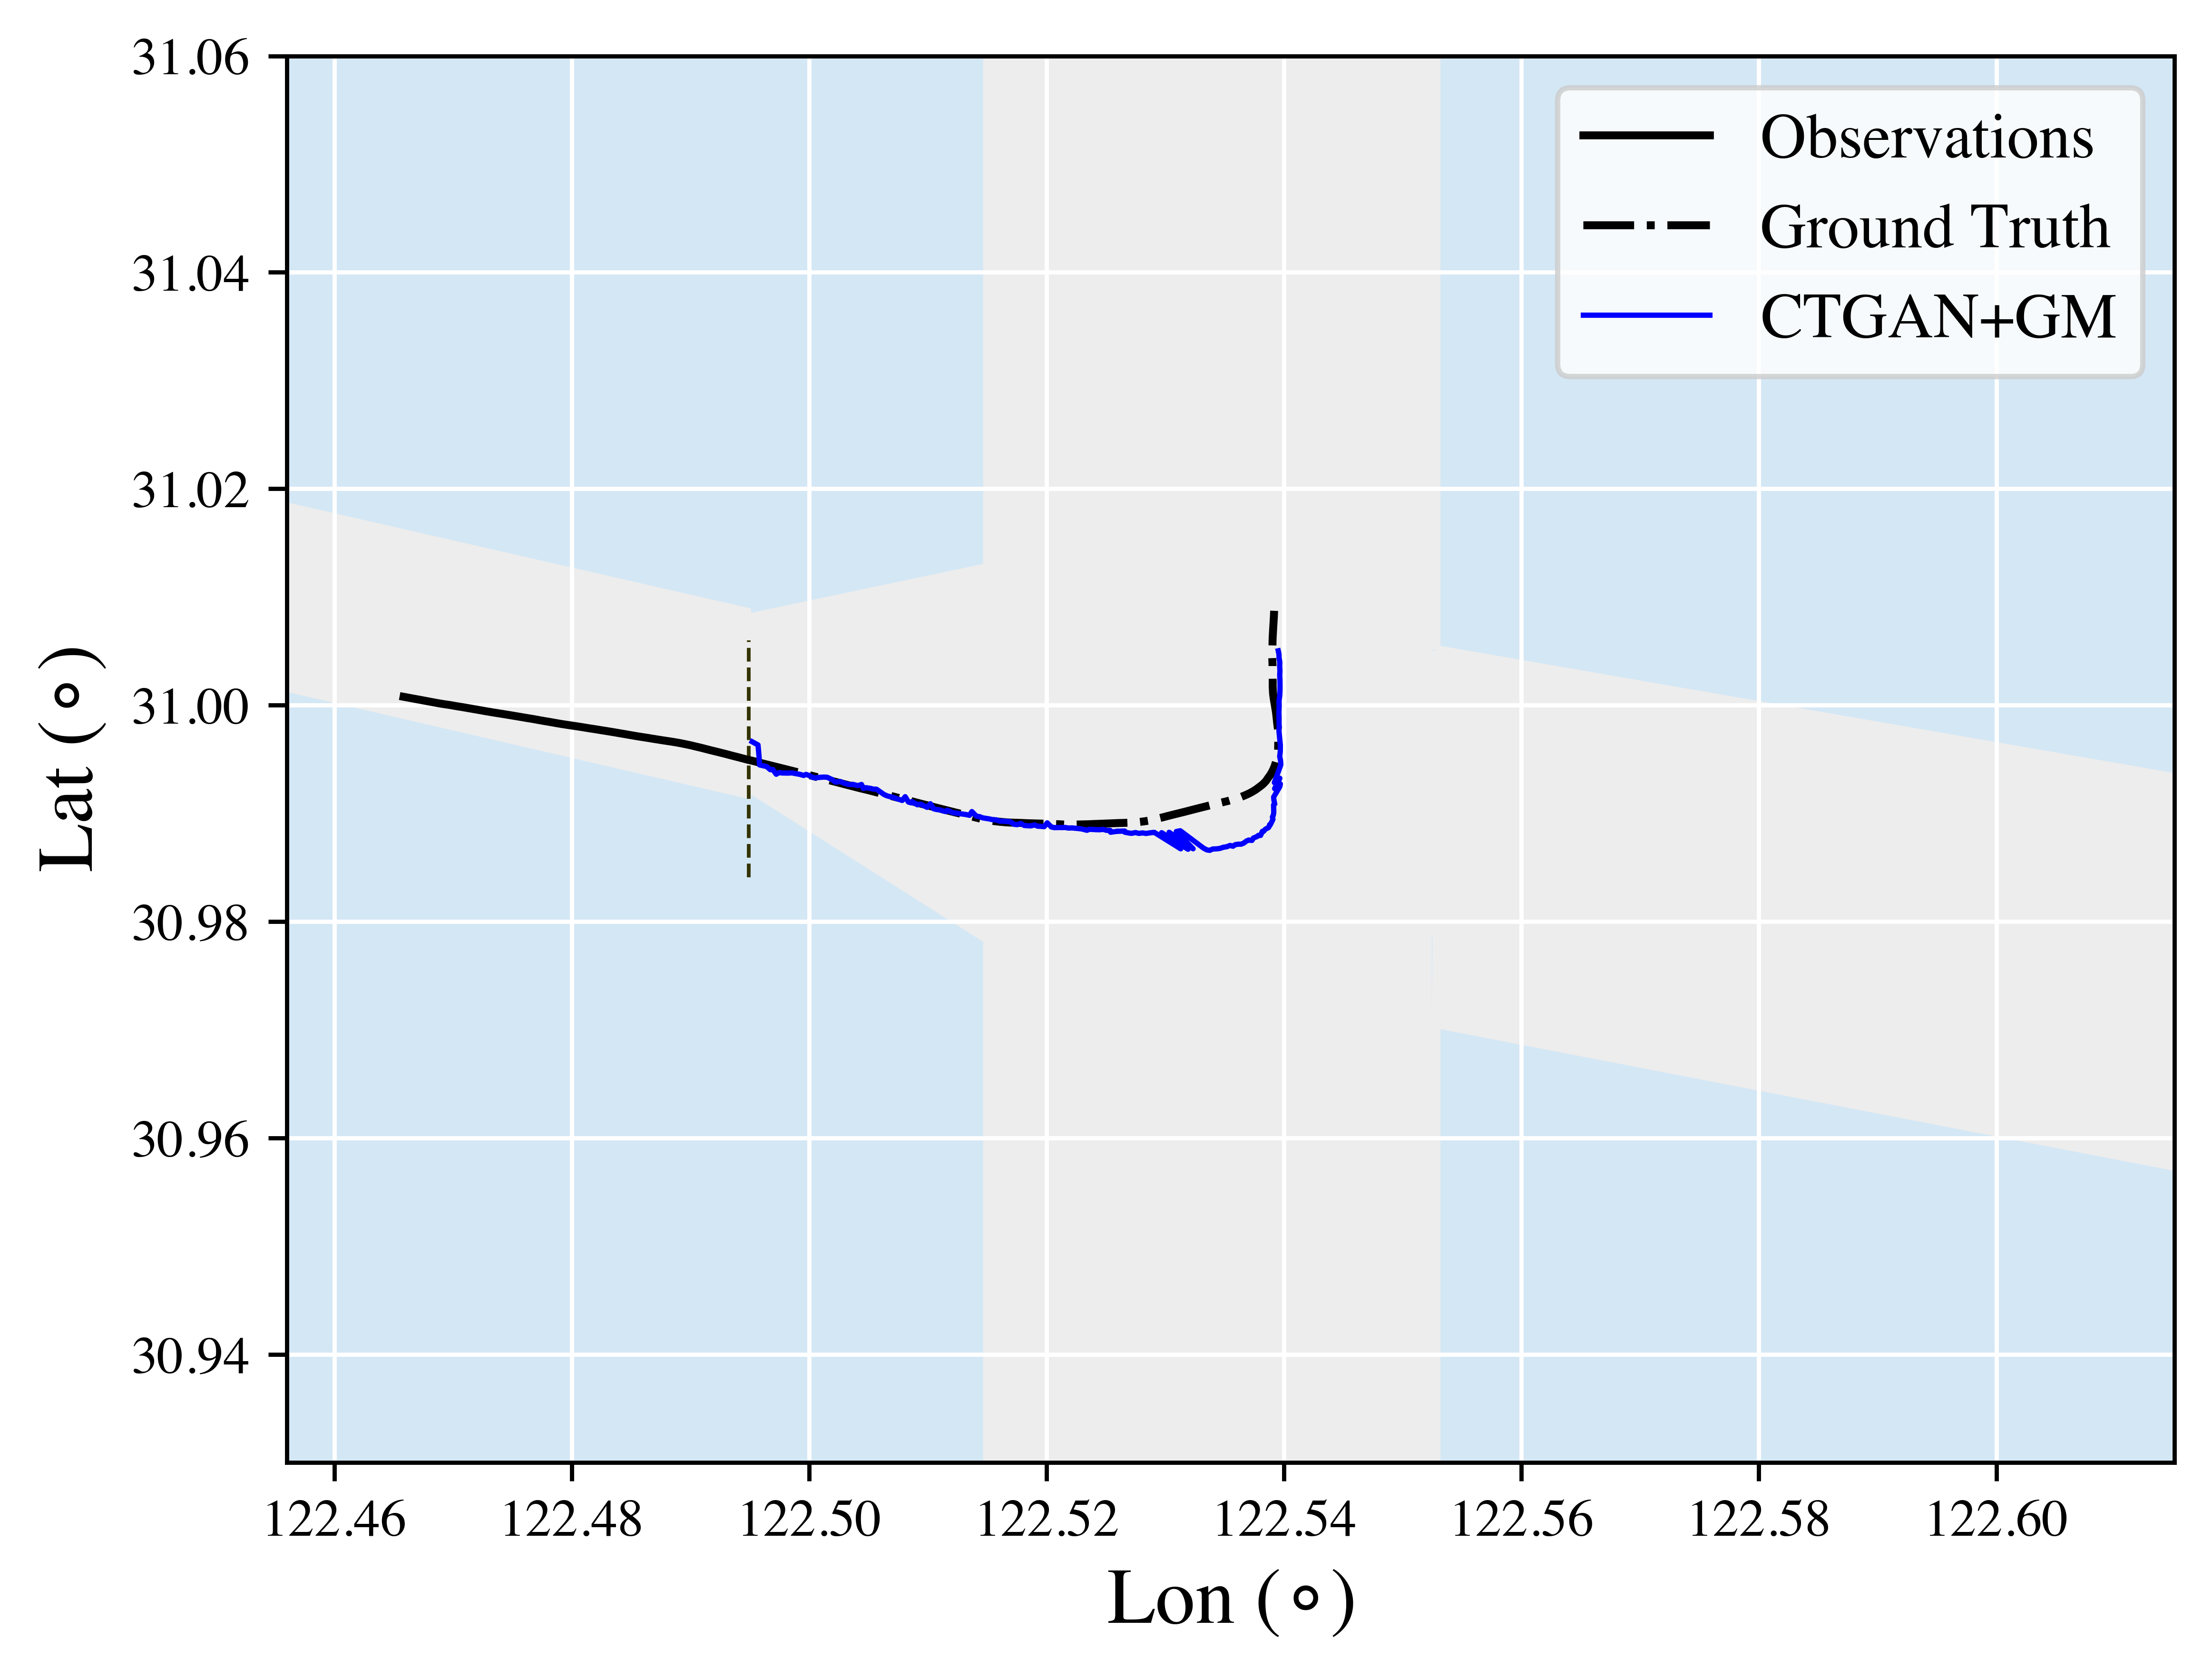 31.06
31.04
31.02
31.00
30.98
30.96
30.94
Lat (∘)
Observations
Ground Truth
CTGAN+GM
122.46 122.48 122.50 122.52 122.54 122.56 122.58 122.60
Lon (∘)